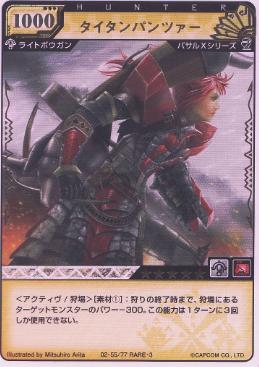 HUNTER
1000
タイタンパンツァー
ライトボウガン
バサルXシリーズ
<アクティヴ/狩場>[素材①]:狩りの終了時まで、狩場にある
ターゲットモンスターのパワー-300。この能力は1ターンに3回
しか使用できない。
Illustrated by Mitsuhiro Arita
02-55/77 RARE-3
©CAPCOM CO., LTD.